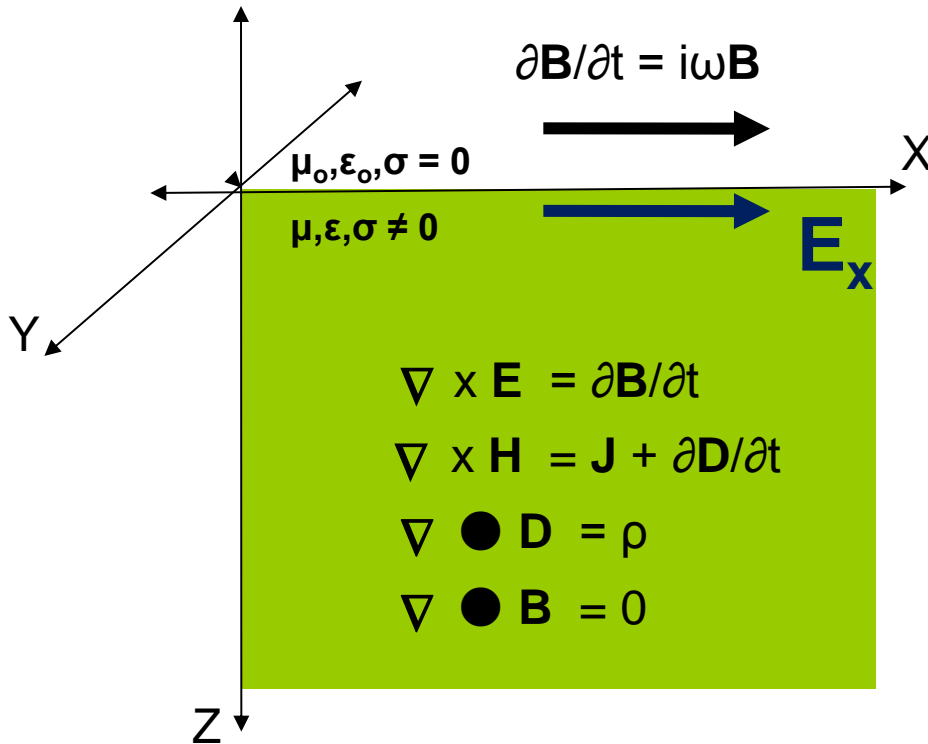 ∂B/∂t = iωB
X
μₒ,εₒ,σ = 0
μ,ε,σ ≠ 0
Eₓ
Y
∇ x E = ∂B/∂t
∇ x H = J + ∂D/∂t
∇ ● D = ρ
∇ ● B = 0
Z